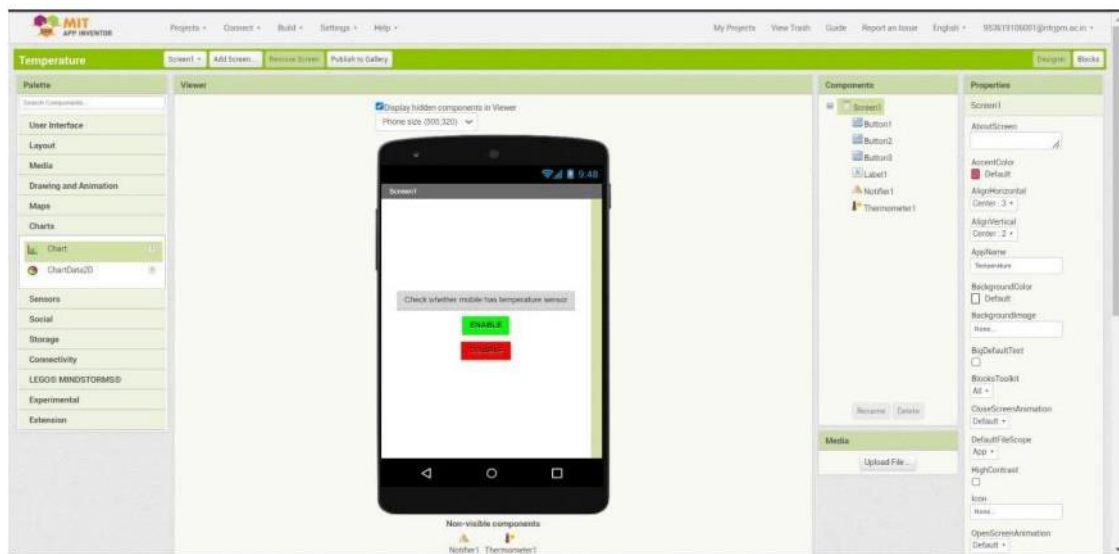 MIT
APP INVENTOR
Projects Connect Build Settings Help
My Projects View Trash Guide Report an Issue English
Temperature
Screen1 Add Screen... Remove Screen Publish to Gallery
Designer Blocks
Palette
Search Components...
User Interface
Layout
Media
Drawing and Animation
Maps
Charts
Chart
ChartData2D
Sensors
Social
Storage
Connectivity
LEGO® MINDSTORMS®
Experimental
Extension
Viewer
Display hidden components in Viewer
Phone size (505,320)
9:48
Screen1
Check whether mobile has temperature sensor
ENABLE
Non-visible components
Notifier1 Thermometer1
Components
Screen1
Button1
Button2
Button3
Label1
Notifier1
Thermometer1
Rename Delete
Media
Upload File ...
Properties
Screen1
AboutScreen
AccentColor
Default
AlignHorizontal
Center : 3
AlignVertical
Center : 2
AppName
Temperature
BackgroundColor
Default
BackgroundImage
None...
BigDefaultText
BlocksToolkit
All
CloseScreenAnimation
Default
DefaultFileScope
App
HighContrast
Icon
None...
OpenScreenAnimation
Default